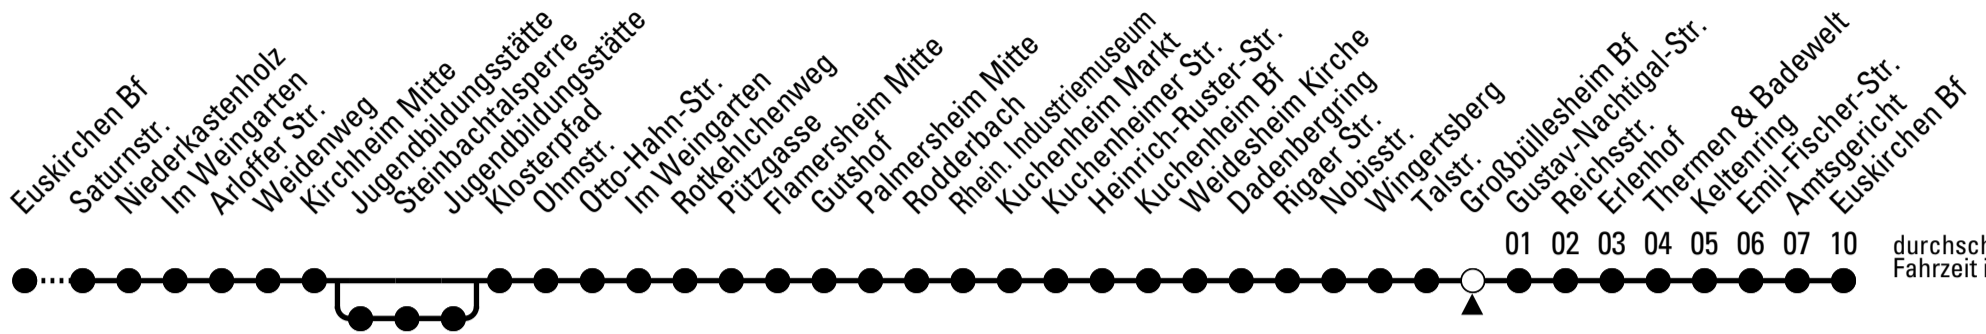 Euskirchen Bf
Saturnstr.
Niederkastenholz
Im Weingarten
Arloffer Str.
Weidenweg
Kirchheim Mitte
Jugendbildungsstätte
Steinbachtalsperre
Jugendbildungsstätte
Klosterpfad
Ohmstr.
Otto-Hahn-Str.
Im Weingarten
Rotkehlchenweg
Pützgasse
Flamersheim Mitte
Gutshof
Palmersheim Mitte
Rodderbach
Rhein. Industriemuseum
Kuchenheim Markt
Kuchenheimer Str.
Heinrich-Ruster-Str.
Kuchenheim Bf
Weidesheim Kirche
Dadenbergring
Rigaer Str.
Nobisstr.
Wingertsberg
Talstr.
Großbüllesheim Bf
Gustav-Nachtigal-Str.
Reichsstr.
Erlenhof
Thermen & Badewelt
Keltenring
Emil-Fischer-Str.
Amtsgericht
Euskirchen Bf
01 02 03 04 05 06 07 10
durchsch
Fahrzeit i